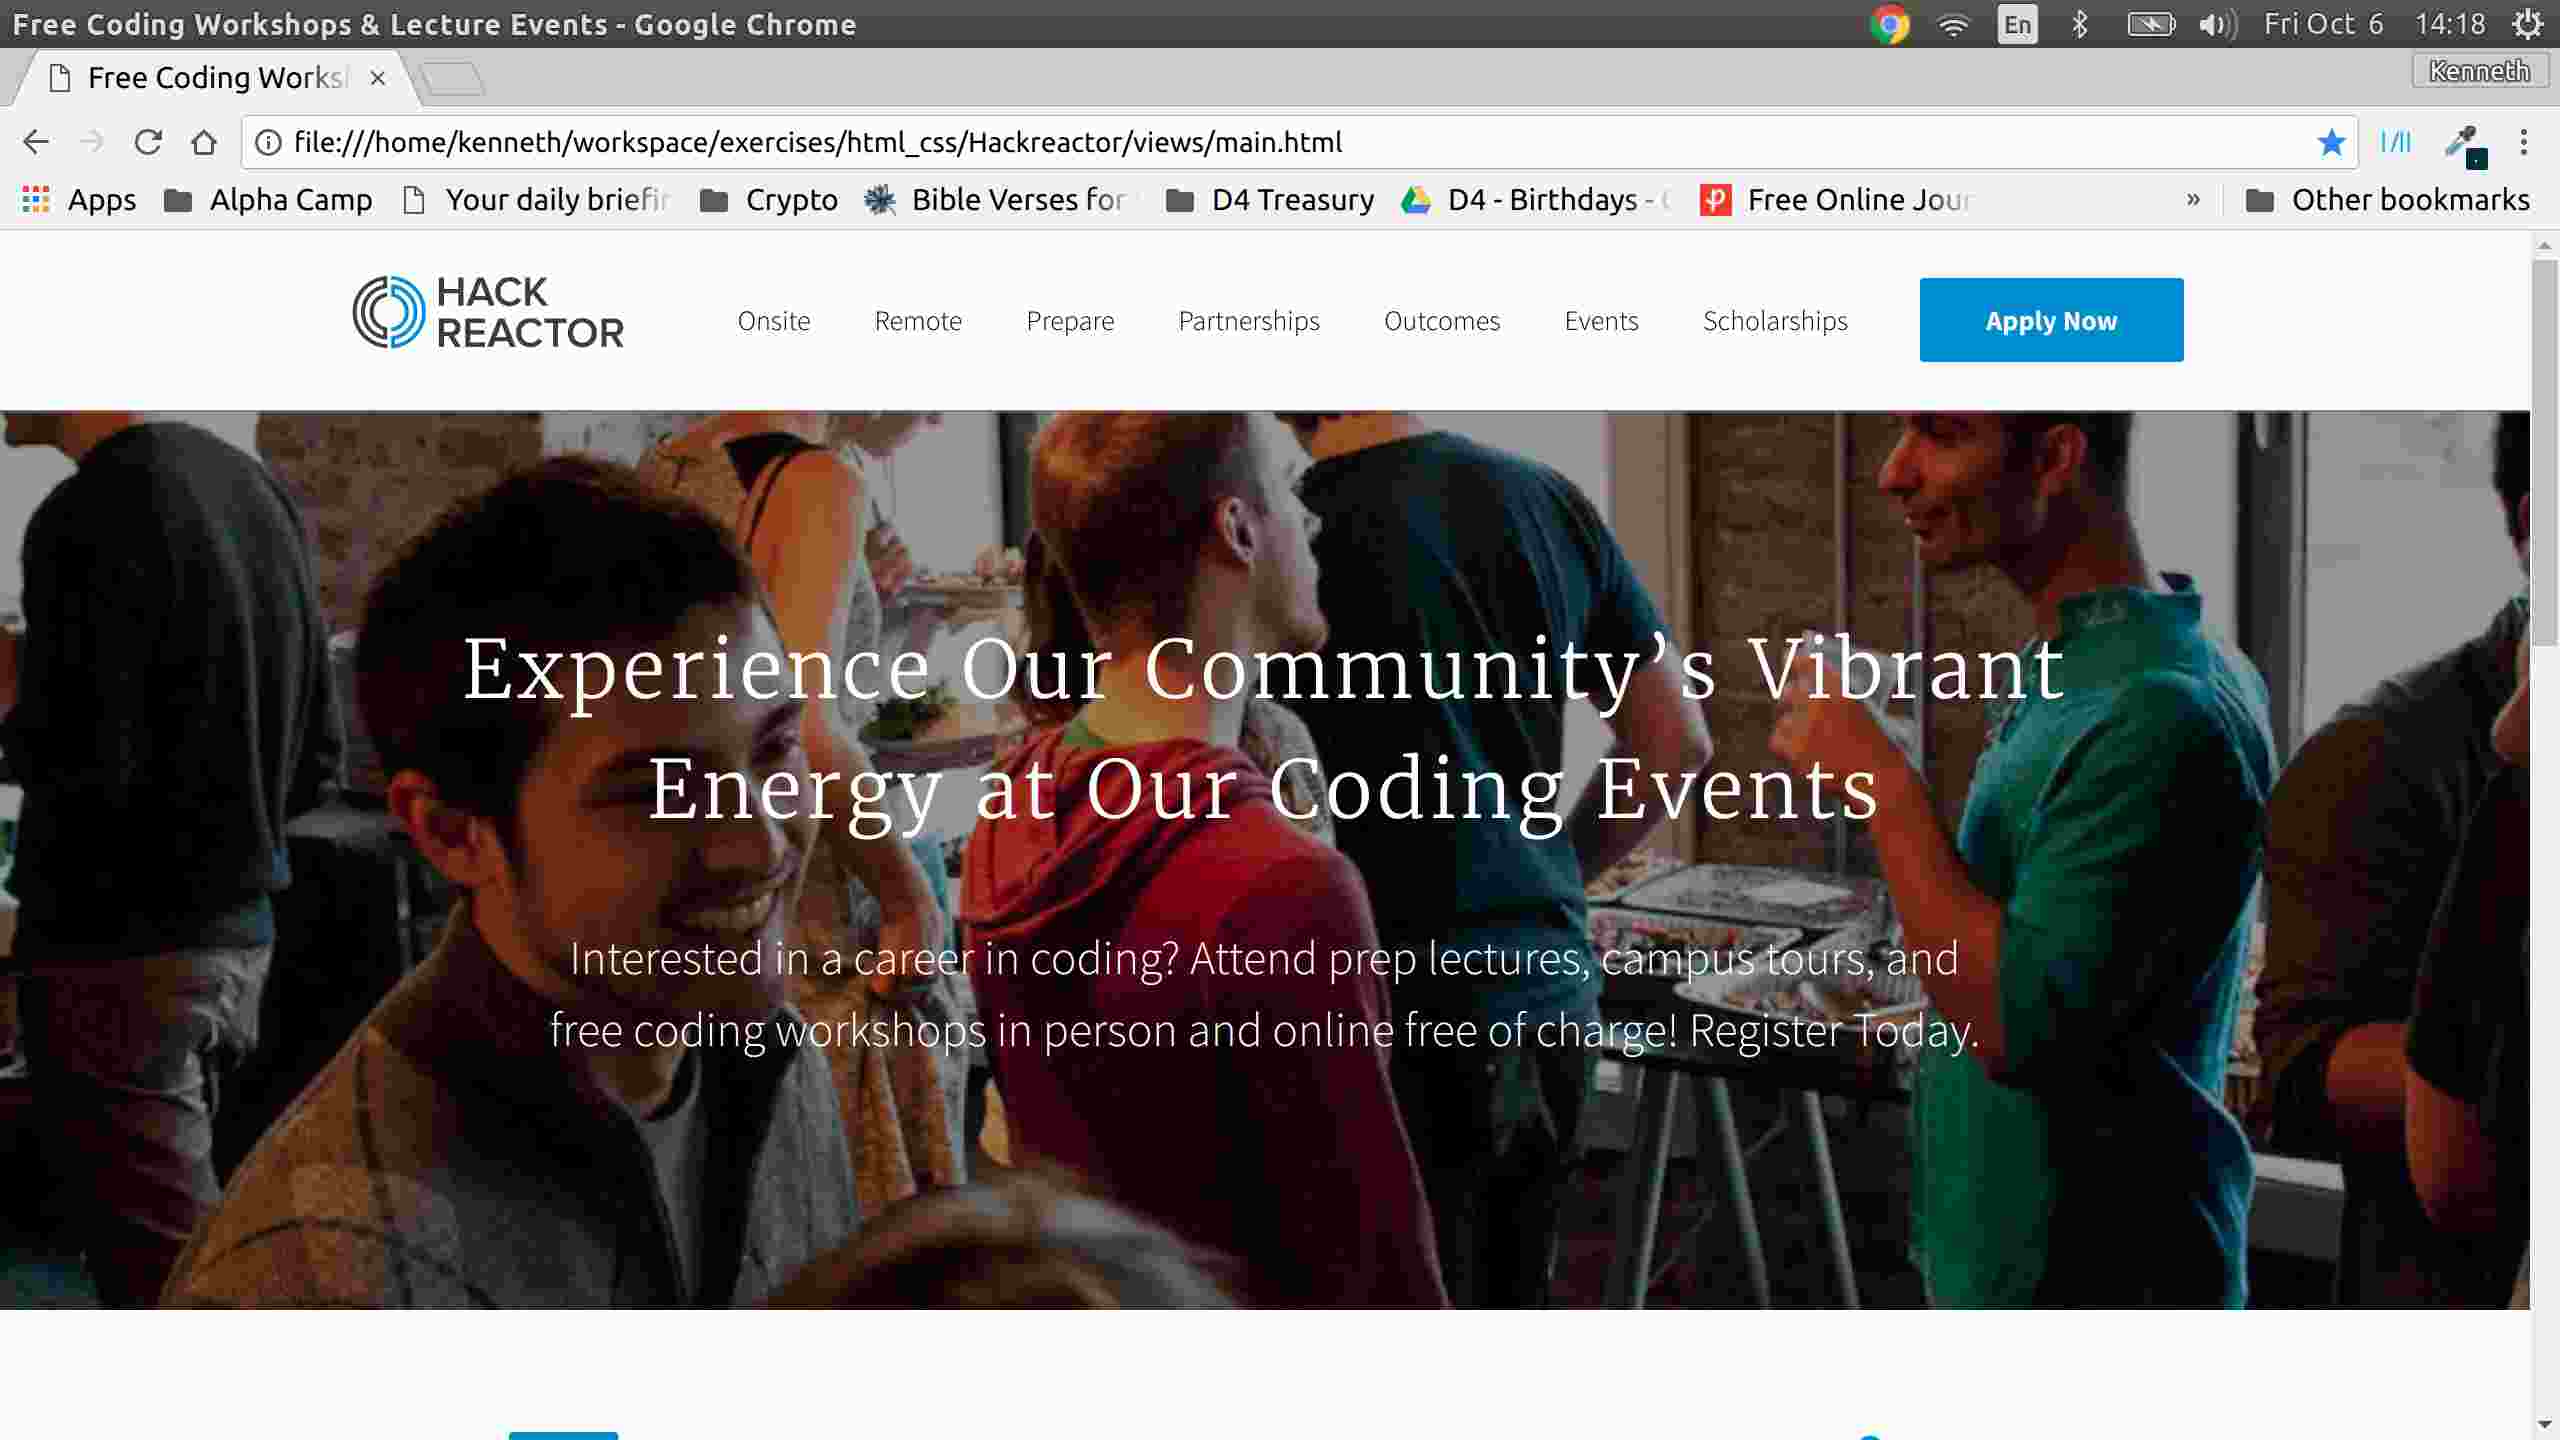 Free Coding Workshops & Lecture Events - Google Chrome
En
Fri Oct 6 14:18
Free Coding Works
Kenneth
file:///home/kenneth/workspace/exercises/html_css/Hackreactor/views/main.html
Apps
Alpha Camp
Your daily briefin
Crypto
Bible Verses for
D4 Treasury
D4 - Birthdays -
Free Online Jour
»
Other bookmarks
HACK
REACTOR
Onsite
Remote
Prepare
Partnerships
Outcomes
Events
Scholarships
Apply Now
Experience Our Community’s Vibrant
Energy at Our Coding Events
Interested in a career in coding? Attend prep lectures, campus tours, and
free coding workshops in person and online free of charge! Register Today.